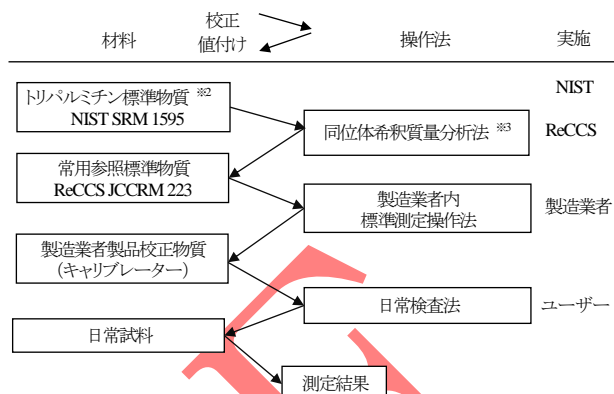 校正
材料
値付け
操作法
実施
トリパルミチン標準物質 ※2
NIST SRM 1595
NIST
同位体希釈質量分析法 ※3
ReCCS
常用参照標準物質
ReCCS JCCRM 223
製造業者内
標準測定操作法
製造業者
製造業者製品校正物質
(キャリブレーター)
日常検査法
ユーザー
日常試料
測定結果